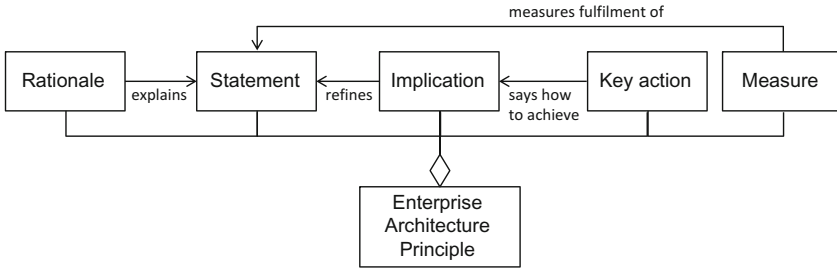 measures fulfilment of
Rationale
Statement
Implication
Key action
Measure
explains
refines
says how
to achieve
Enterprise
Architecture
Principle